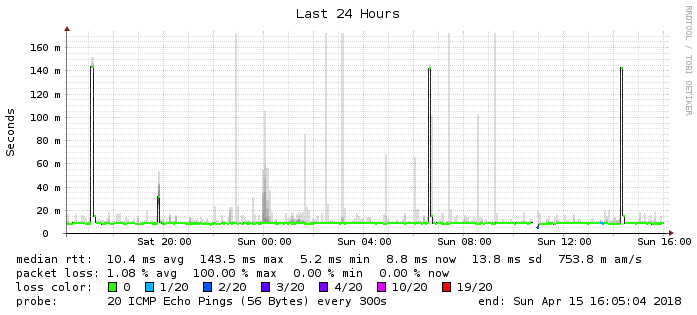 Last 24 Hours
RRDTOOL / TOBI OETIKER
Seconds
160 m
140 m
120 m
100 m
80 m
60 m
40 m
20 m
0
Sat 20:00 Sun 00:00 Sun 04:00 Sun 08:00 Sun 12:00 Sun 16:00
median rtt: 10.4 ms avg 143.5 ms max 5.2 ms min 8.8 ms now 13.8 ms sd 753.8 m am/s
packet loss: 1.08 % avg 100.00 % max 0.00 % min 0.00 % now
loss color: 0 1/20 2/20 3/20 4/20 10/20 19/20
probe: 20 ICMP Echo Pings (56 Bytes) every 300s end: Sun Apr 15 16:05:04 2018